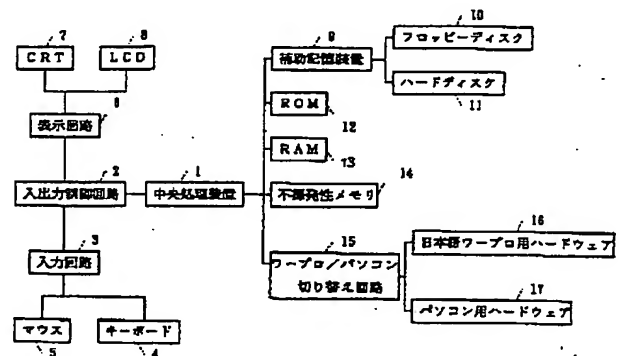 7
8
9
10
CRT
LCD
補助記憶装置
フロッピーディスク
ハードディスク
11
表示回路
ROM
12
RAM
13
2
1
14
入出力制御回路
中央処理装置
不揮発性メモリ
3
15
16
入力回路
ワープロ/パソコン
切り替え回路
日本語ワープロ用ハードウェア
17
マウス
キーボード
パソコン用ハードウェア
5
4